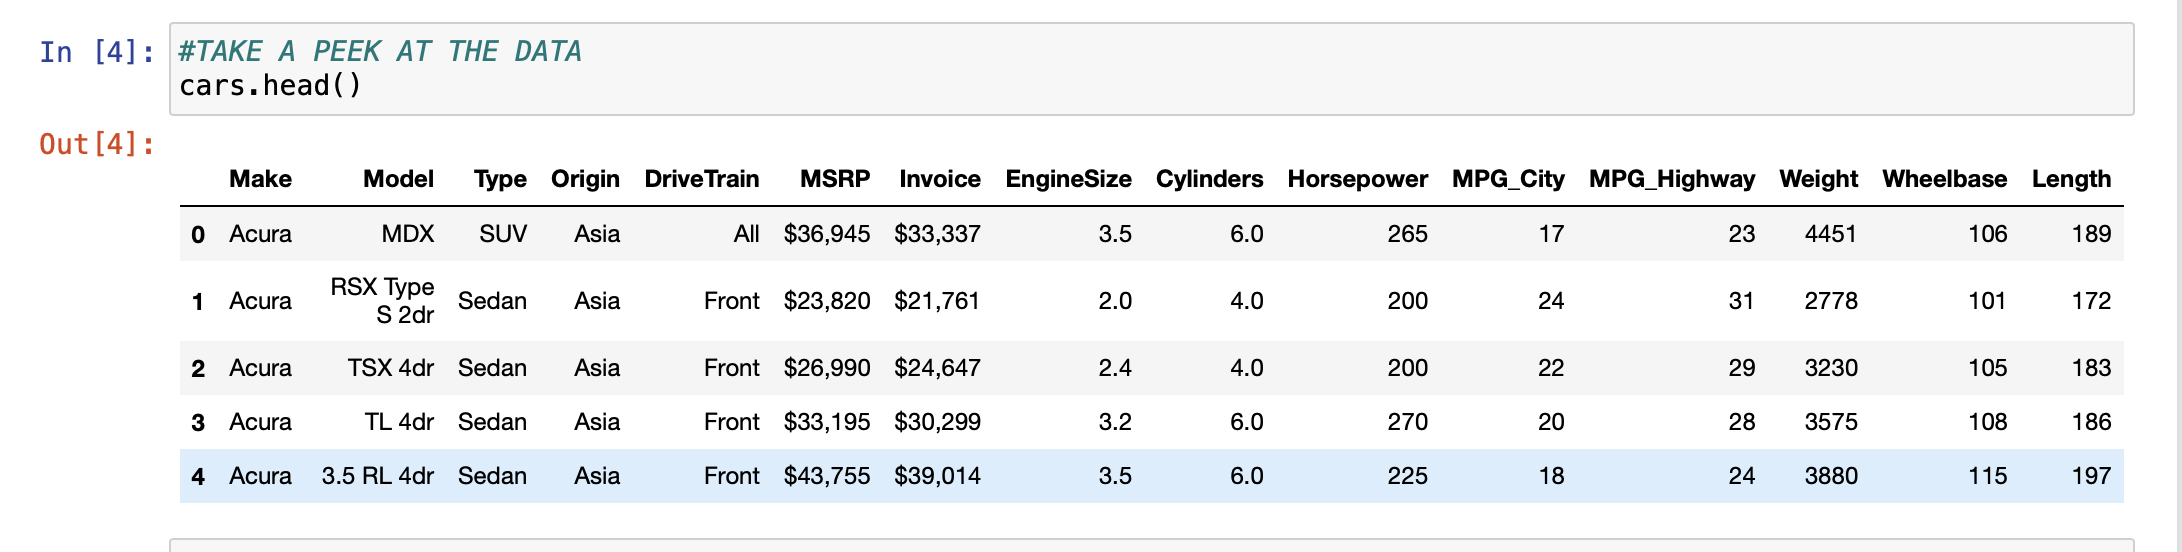 In [4]: #TAKE A PEEK AT THE DATA
cars.head()
Out[4]:
Make Model Type Origin DriveTrain MSRP Invoice EngineSize Cylinders Horsepower MPG_City MPG_Highway Weight Wheelbase Length
0 Acura MDX SUV Asia All $36,945 $33,337 3.5 6.0 265 17 23 4451 106 189
1 Acura RSX Type S 2dr Sedan Asia Front $23,820 $21,761 2.0 4.0 200 24 31 2778 101 172
2 Acura TSX 4dr Sedan Asia Front $26,990 $24,647 2.4 4.0 200 22 29 3230 105 183
3 Acura TL 4dr Sedan Asia Front $33,195 $30,299 3.2 6.0 270 20 28 3575 108 186
4 Acura 3.5 RL 4dr Sedan Asia Front $43,755 $39,014 3.5 6.0 225 18 24 3880 115 197